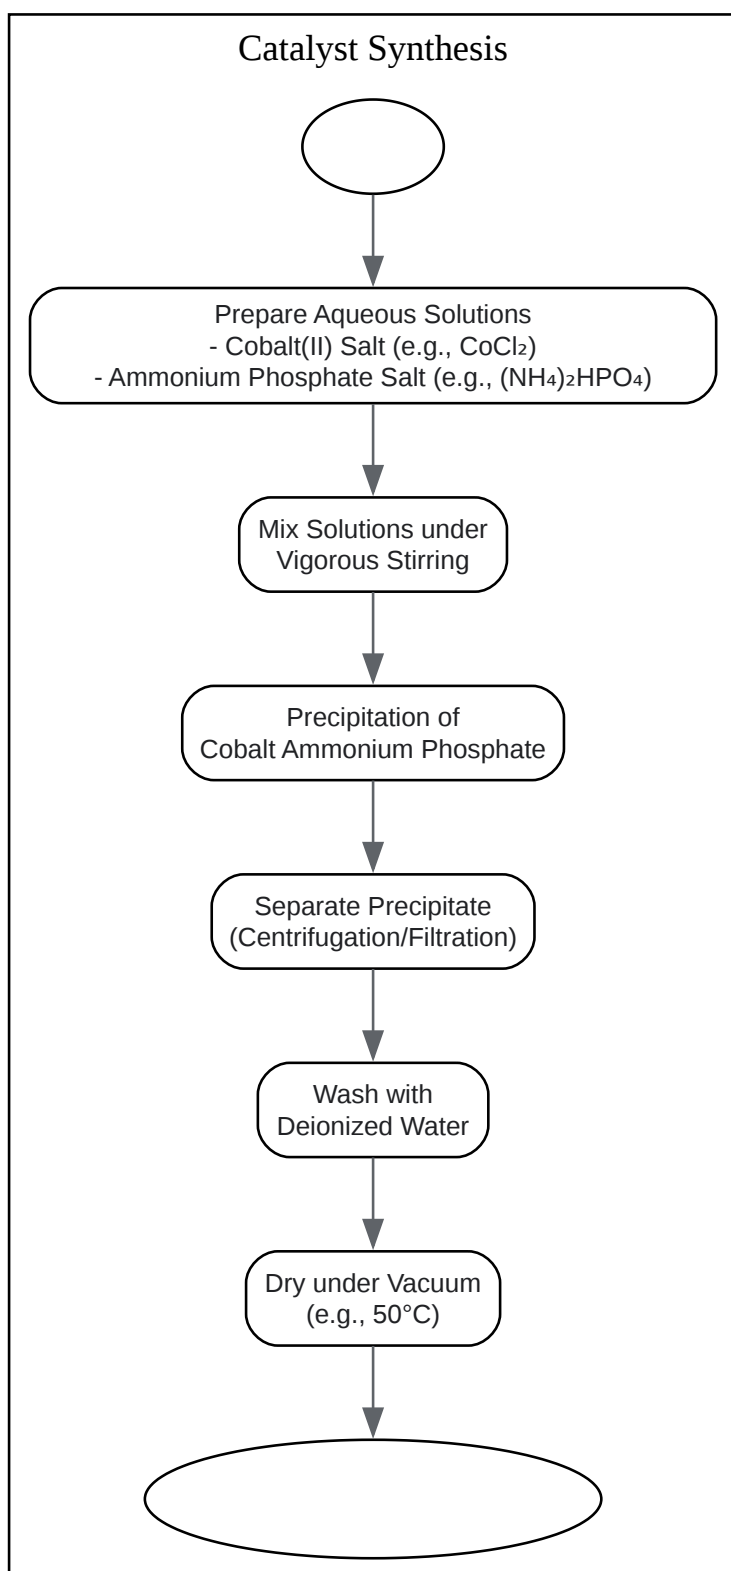 Catalyst Synthesis
Prepare Aqueous Solutions
- Cobalt(II) Salt (e.g., CoCl₂)
- Ammonium Phosphate Salt (e.g., (NH₄)₂HPO₄)
Mix Solutions under
Vigorous Stirring
Precipitation of
Cobalt Ammonium Phosphate
Separate Precipitate
(Centrifugation/Filtration)
Wash with
Deionized Water
Dry under Vacuum
(e.g., 50°C)